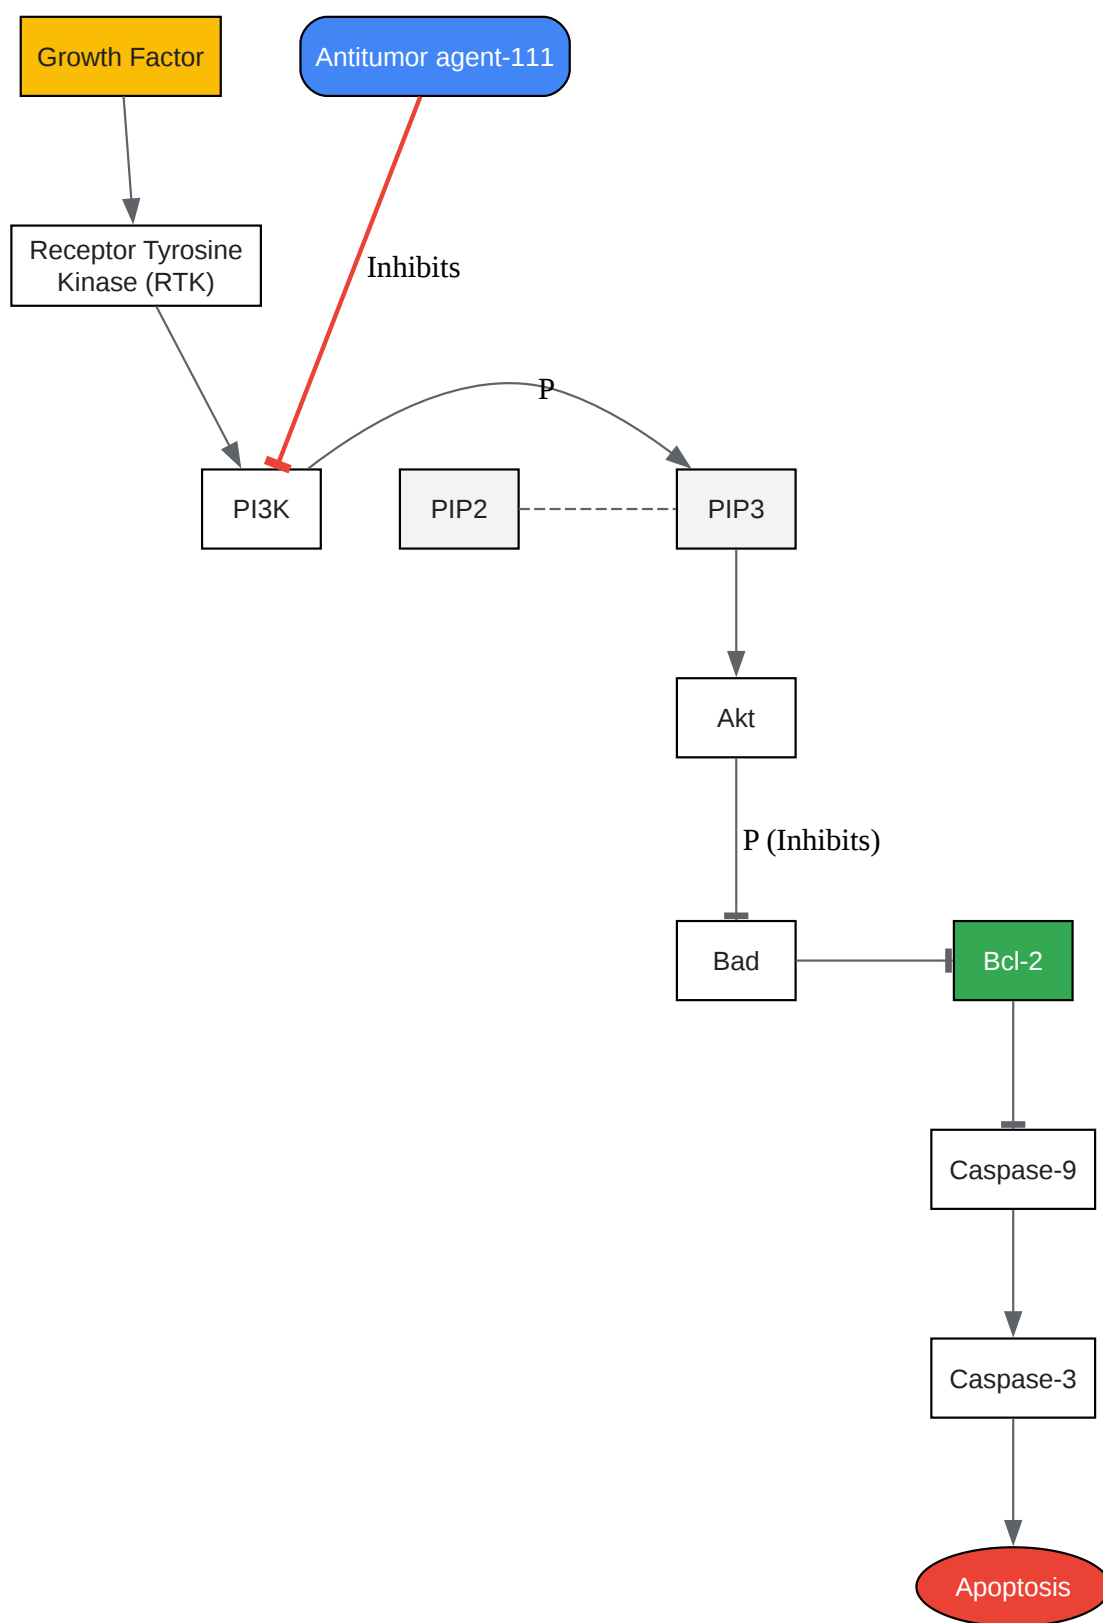 Growth Factor
Antitumor agent-111
Receptor Tyrosine
Kinase (RTK)
Inhibits
P
PI3K
PIP2
PIP3
Akt
P (Inhibits)
Bad
Bcl-2
Caspase-9
Caspase-3
Apoptosis